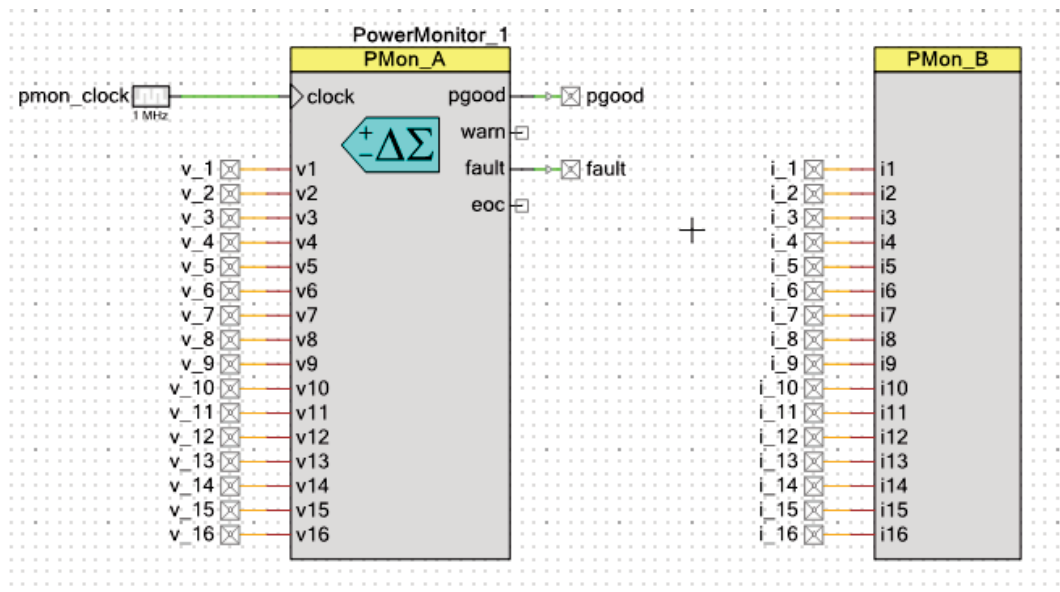 PowerMonitor_1
PMon_A
PMon_B
pmon_clock
1 MHz
clock
pgood
pgood
+
−
ΔΣ
warn
fault
fault
eoc
v_1 v1
v_2 v2
v_3 v3
v_4 v4
v_5 v5
v_6 v6
v_7 v7
v_8 v8
v_9 v9
v_10 v10
v_11 v11
v_12 v12
v_13 v13
v_14 v14
v_15 v15
v_16 v16
i_1 i1
i_2 i2
i_3 i3
i_4 i4
i_5 i5
i_6 i6
i_7 i7
i_8 i8
i_9 i9
i_10 i10
i_11 i11
i_12 i12
i_13 i13
i_14 i14
i_15 i15
i_16 i16